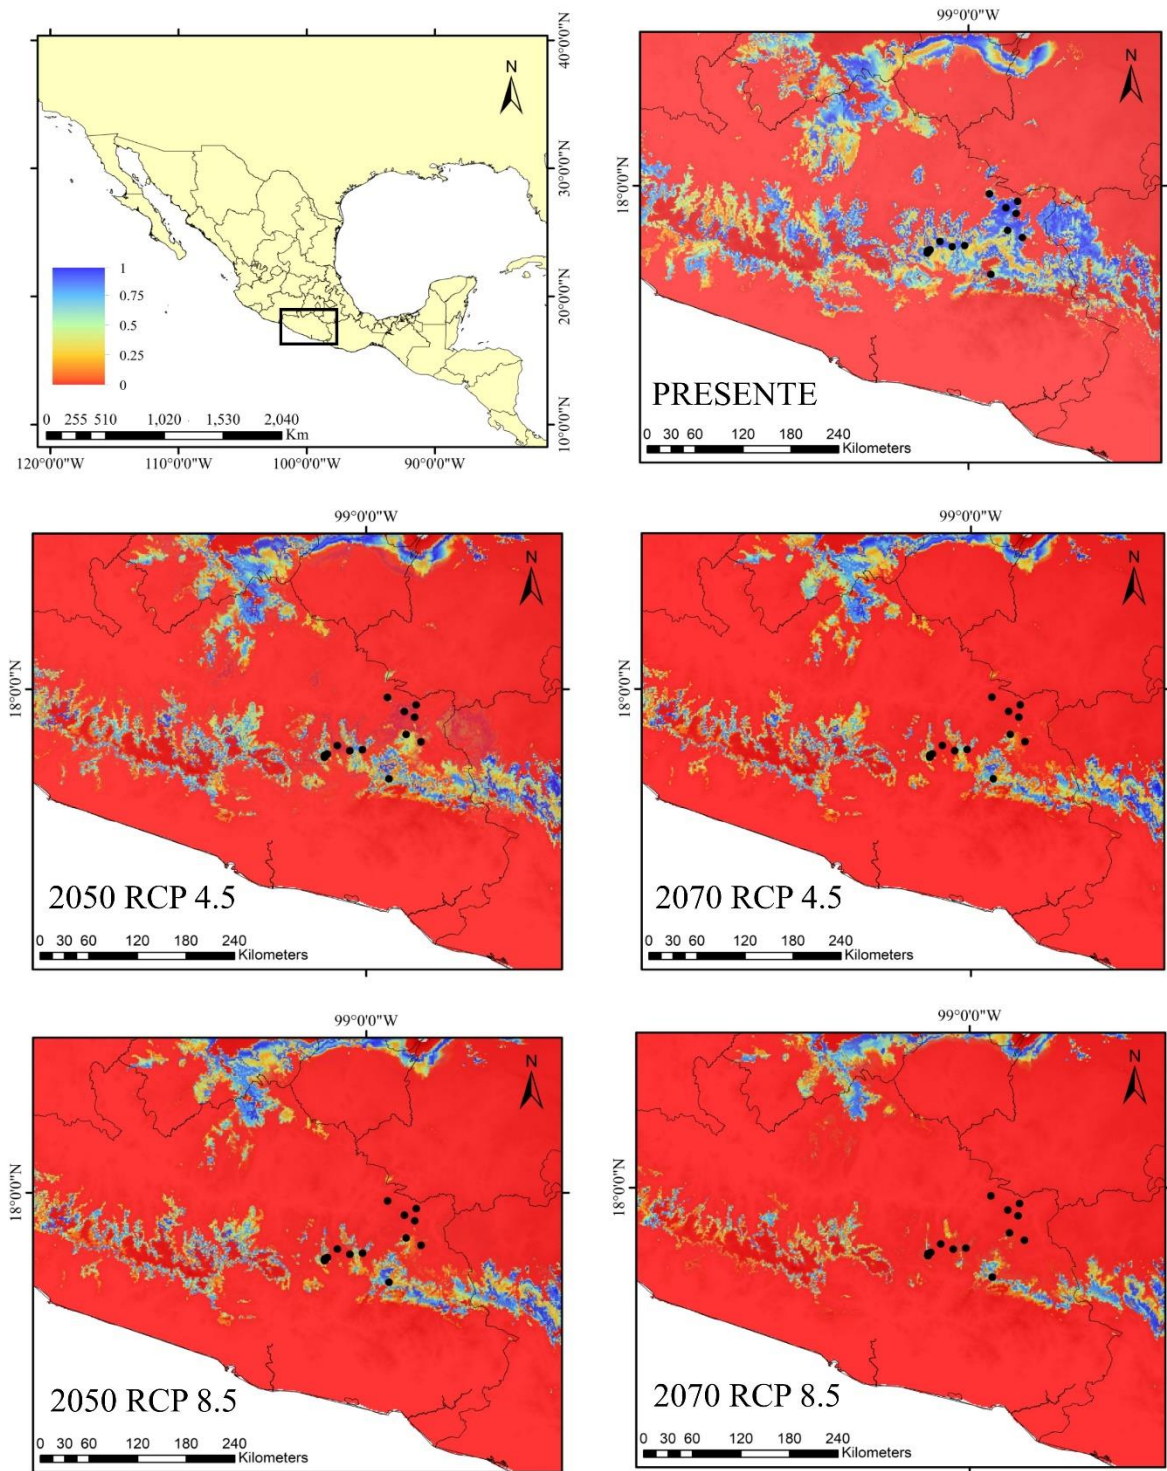 99°0'0"W
40°0'0"N
N
N
30°0'0"N
18°0'0"N
1
0.75
0.5
0.25
0
20°0'0"N
PRESENTE
0 255 510 1,020 1,530 2,040
Km
10°0'0"N
0 30 60 120 180 240
Kilometers
120°0'0"W 110°0'0"W 100°0'0"W 90°0'0"W
99°0'0"W
99°0'0"W
N
N
18°0'0"N
18°0'0"N
2050 RCP 4.5
2070 RCP 4.5
0 30 60 120 180 240
Kilometers
0 30 60 120 180 240
Kilometers
99°0'0"W
99°0'0"W
N
N
18°0'0"N
18°0'0"N
2050 RCP 8.5
2070 RCP 8.5
0 30 60 120 180 240
Kilometers
0 30 60 120 180 240
Kilometers